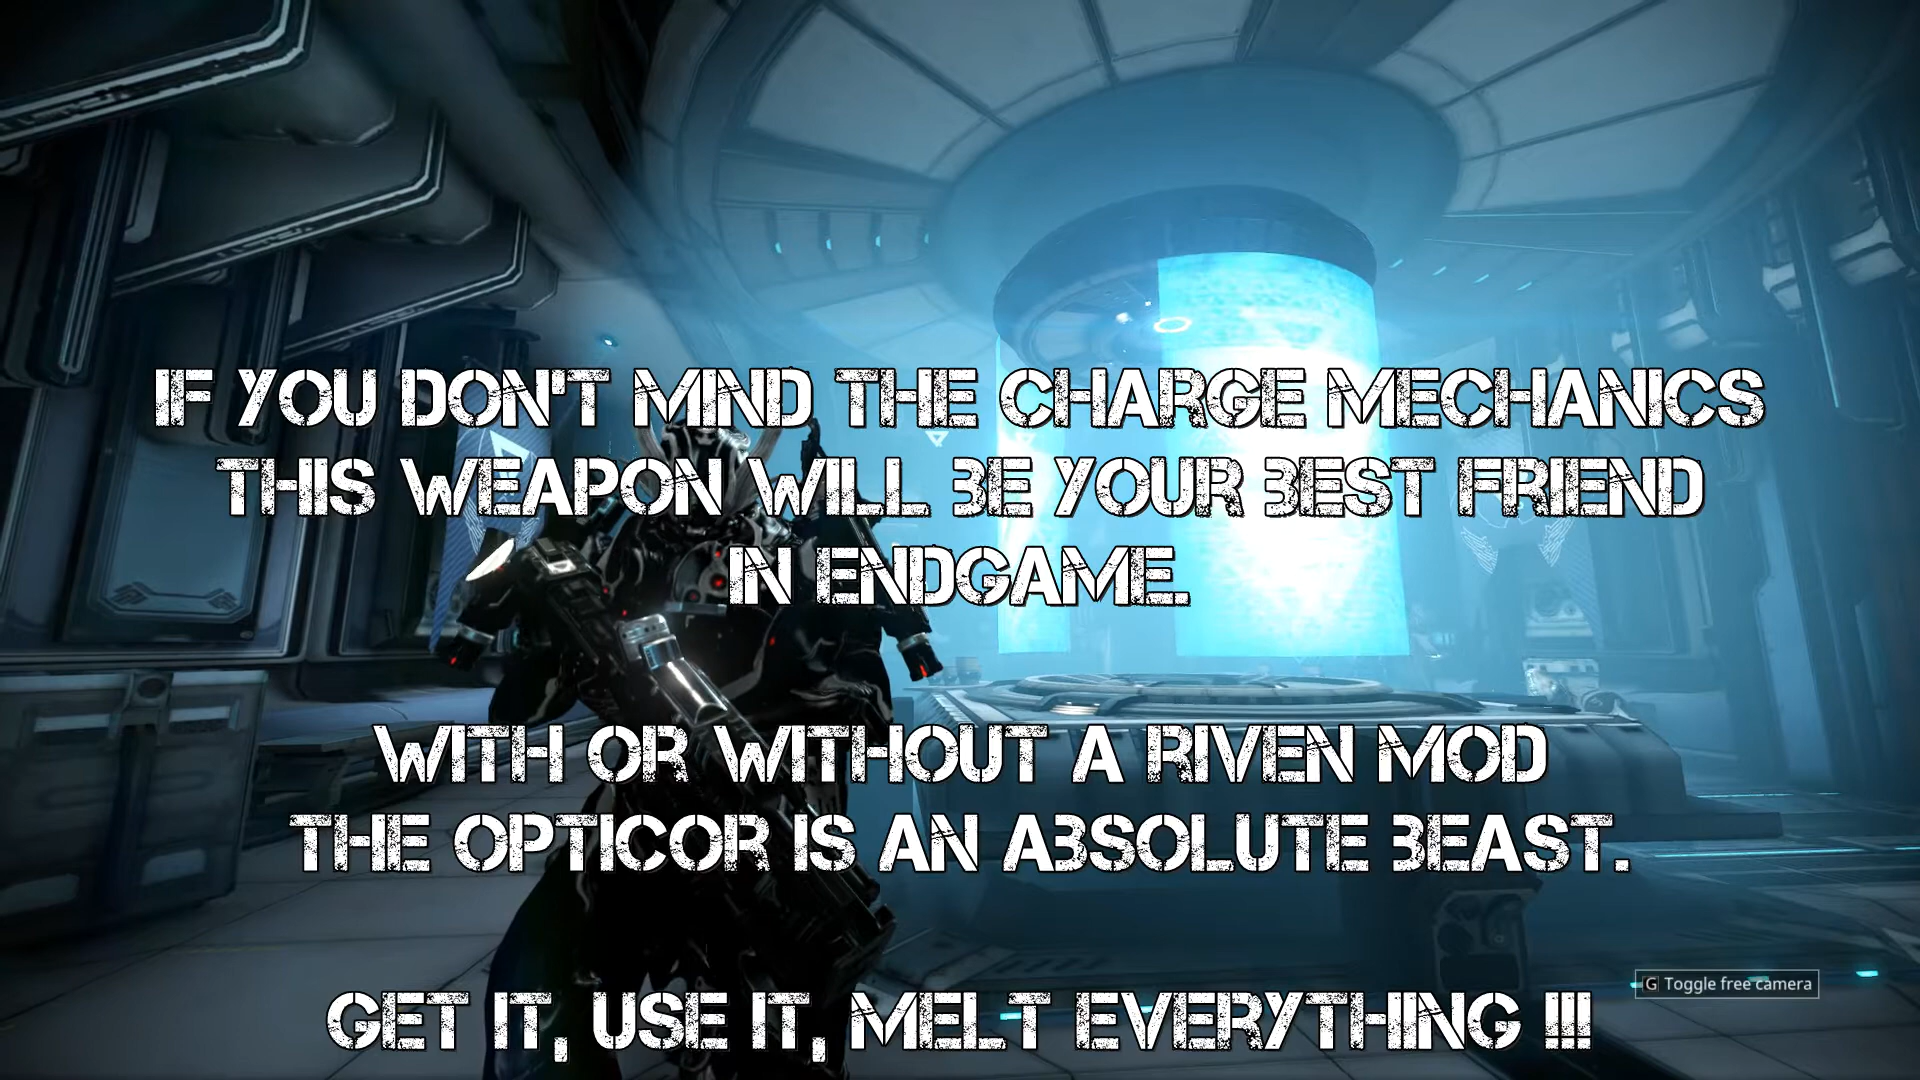 IF YOU DON'T MIND THE CHARGE MECHANICS
THIS WEAPON WILL BE YOUR BEST FRIEND
IN ENDGAME.
WITH OR WITHOUT A RIVEN MOD
THE OPTICOR IS AN ABSOLUTE BEAST.
G Toggle free camera
GET IT, USE IT, MELT EVERYTHING !!!